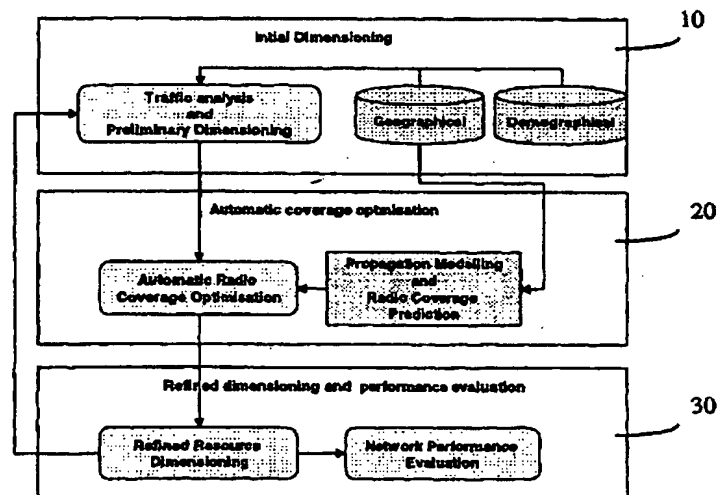 Intial Dimensioning
10
Traffic analysis
and
Preliminary Dimensioning
Geographical
Demographical
Automatic coverage optimisation
20
Automatic Radio
Coverage Optimisation
Propagation Modelling
and
Radio Coverage
Prediction
Refined dimensioning and performance evaluation
30
Refined Resource
Dimensioning
Network Performance
Evaluation